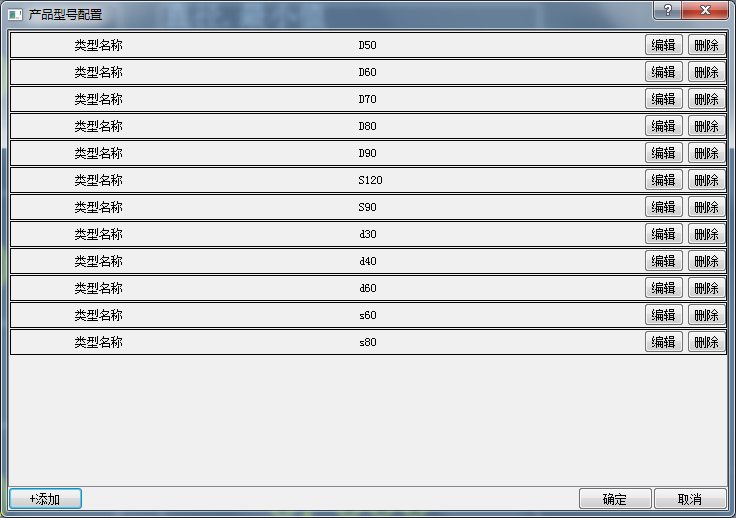 产品型号配置
类型名称 D50 编辑 删除
类型名称 D60 编辑 删除
类型名称 D70 编辑 删除
类型名称 D80 编辑 删除
类型名称 D90 编辑 删除
类型名称 S120 编辑 删除
类型名称 S90 编辑 删除
类型名称 d30 编辑 删除
类型名称 d40 编辑 删除
类型名称 d60 编辑 删除
类型名称 s60 编辑 删除
类型名称 s80 编辑 删除
+添加 确定 取消